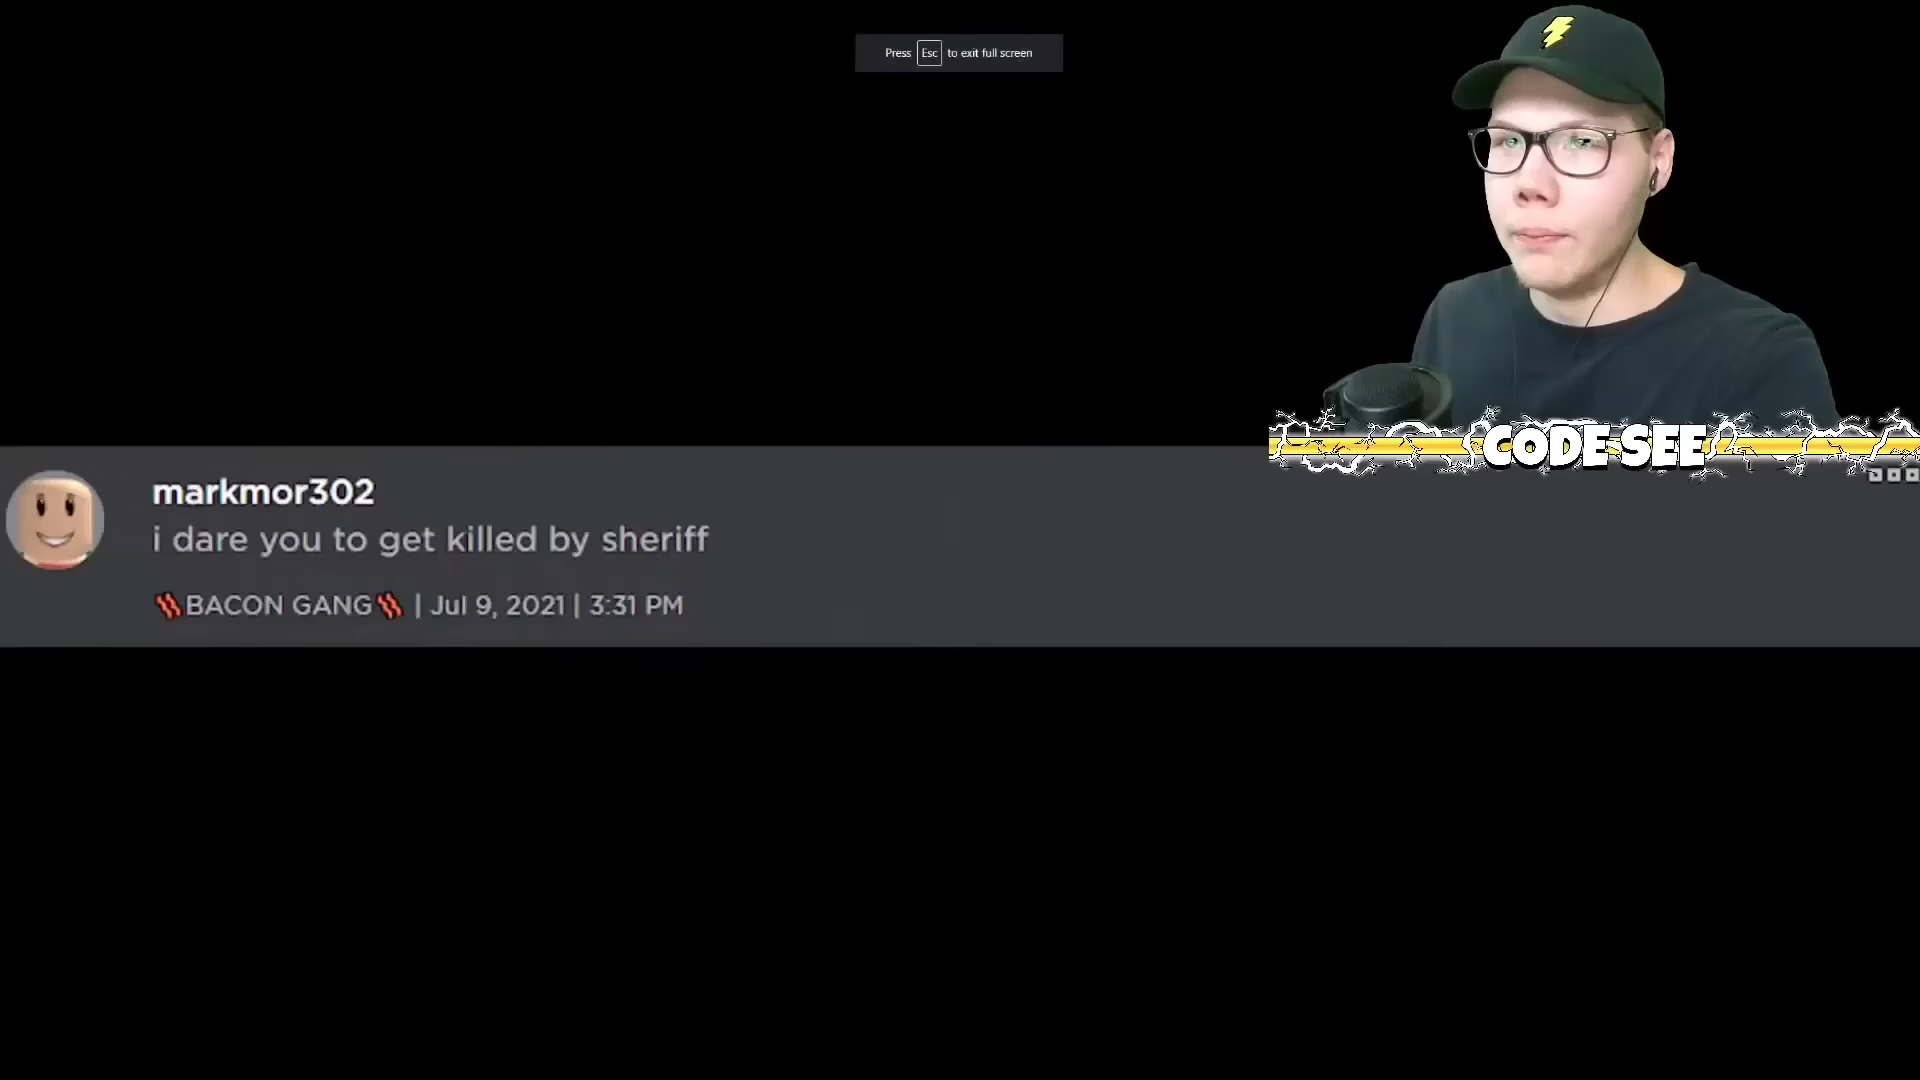 Press Esc to exit full screen
CODE SEE
markmor302
i dare you to get killed by sheriff
BACON GANG | Jul 9, 2021 | 3:31 PM